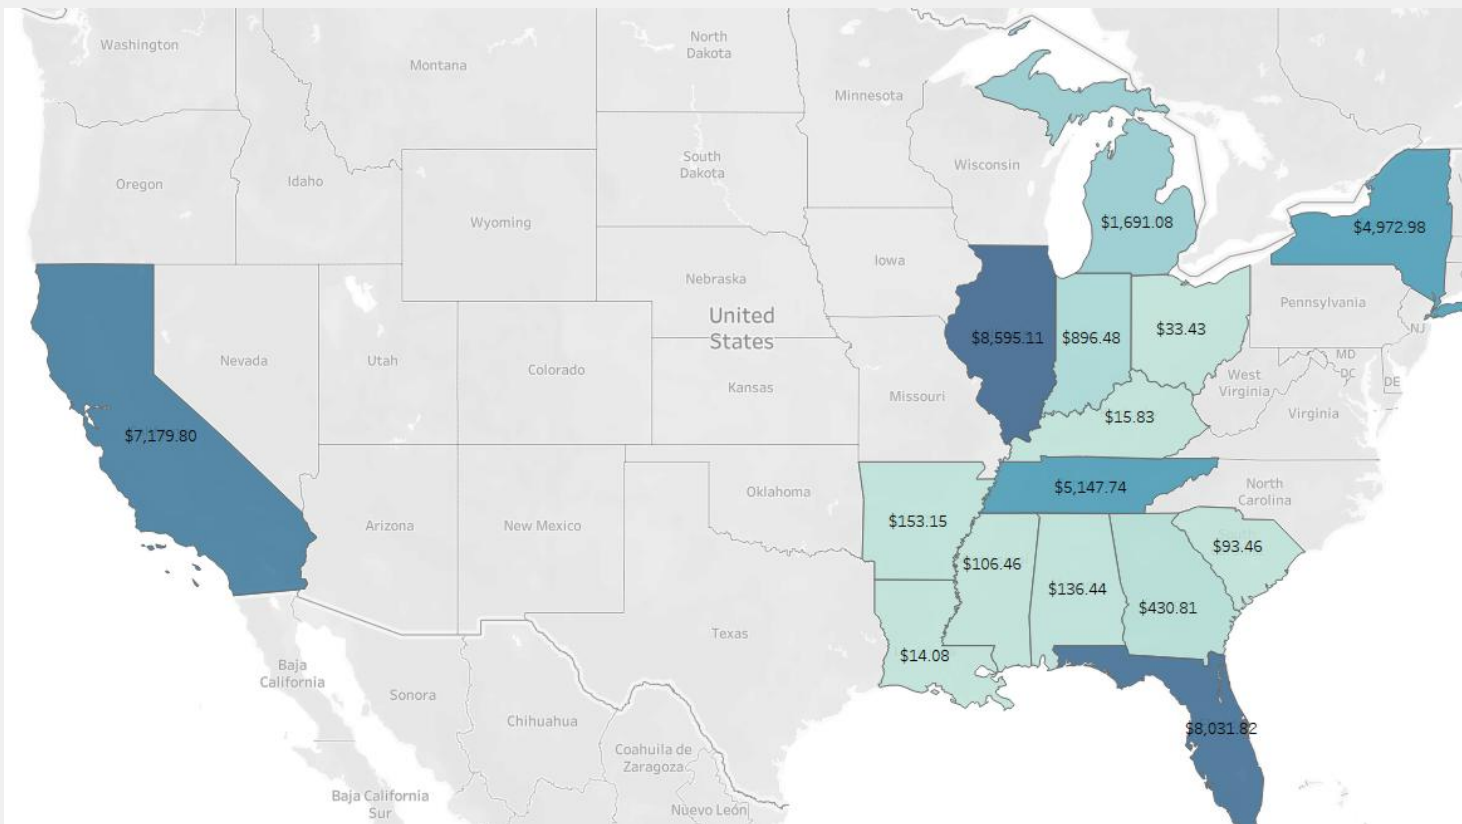 Washington
Montana
North
Dakota
Minnesota
Oregon
Idaho
South
Dakota
Wisconsin
Wyoming
$1,691.08
$4,972.98
Iowa
Nebraska
Pennsylvania
United
States
NJ
Nevada
Utah
Colorado
Kansas
Missouri
$8,595.11
$896.48
$33.43
MD
DC
DE
West
Virginia
Virginia
$7,179.80
$15.83
Oklahoma
$5,147.74
North
Carolina
Arizona
New Mexico
$153.15
$93.46
$106.46
$136.44
$430.81
Texas
$14.08
Baja
California
Sonora
Chihuahua
$8,031.82
Coahuila de
Zaragoza
Baja California
Sur
Nuevo León